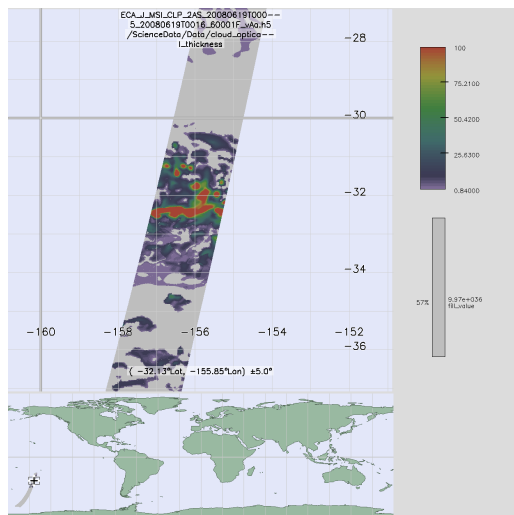 ECA_J_MSI_CLP_2AS_20080619T000--
5_20080619T0016_60001F_vAa.h5
/ScienceData/Data/cloud_optica--
l_thickness
-28
-30
-32
-34
-160
-158
-156
-154
-152
-36
( -32.13°Lat, -155.85°Lon) ±5.0°
100
75.2100
50.4200
25.6300
0.84000
57%
9.97e+036
fill_value